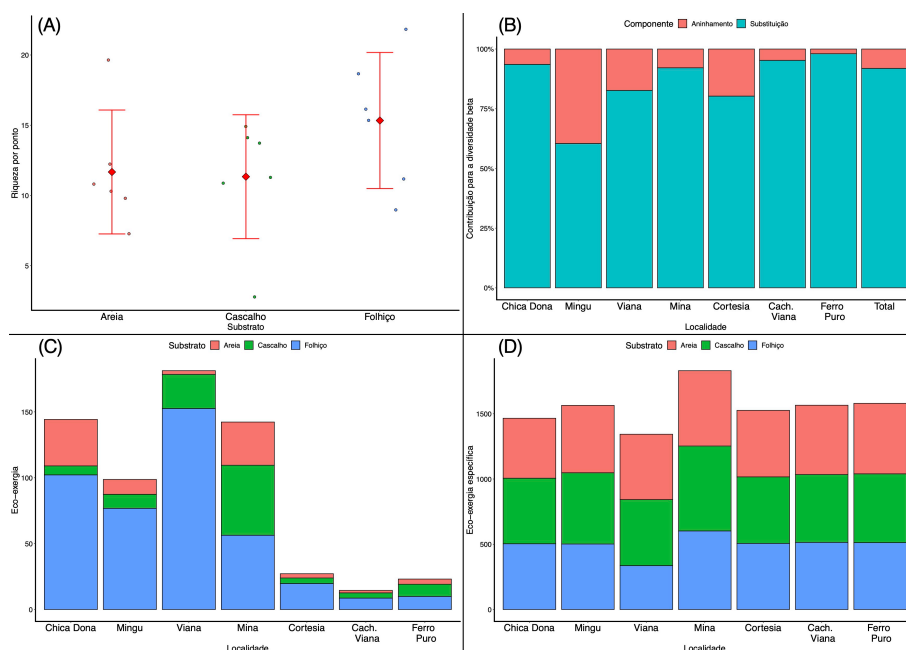 (A)
Riqueza por ponto
20
15
10
5
Areia
Cascalho
Folhiço
Substrato
(B)
Componente
Aninhamento
Substituição
Contribuição para a diversidade beta
100%
75%
50%
25%
0%
Chica Dona
Mingu
Viana
Mina
Cortesia
Cach.
Viana
Ferro
Puro
Total
Localidade
(C)
Substrato
Areia
Cascalho
Folhiço
Eco−exergia
150
100
50
0
Chica Dona
Mingu
Viana
Mina
Cortesia
Cach.
Viana
Ferro
Puro
Localidade
(D)
Substrato
Areia
Cascalho
Folhiço
Eco−exergia específica
1500
1000
500
0
Chica Dona
Mingu
Viana
Mina
Cortesia
Cach.
Viana
Ferro
Puro
Localidade